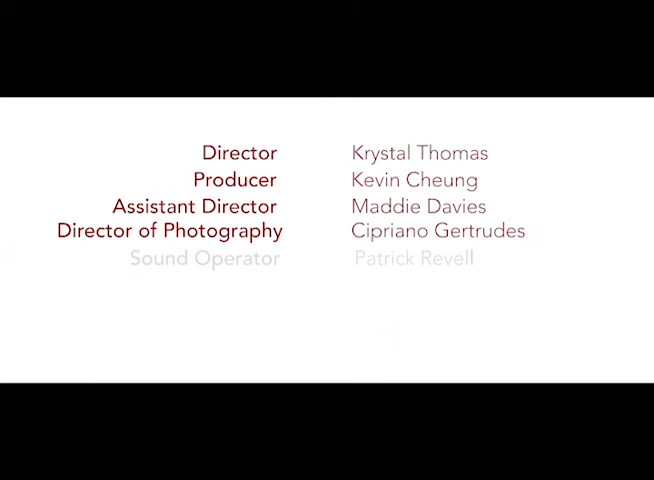 Director Krystal Thomas
Producer Kevin Cheung
Assistant Director Maddie Davies
Director of Photography Cipriano Gertrudes
Sound Operator Patrick Revell